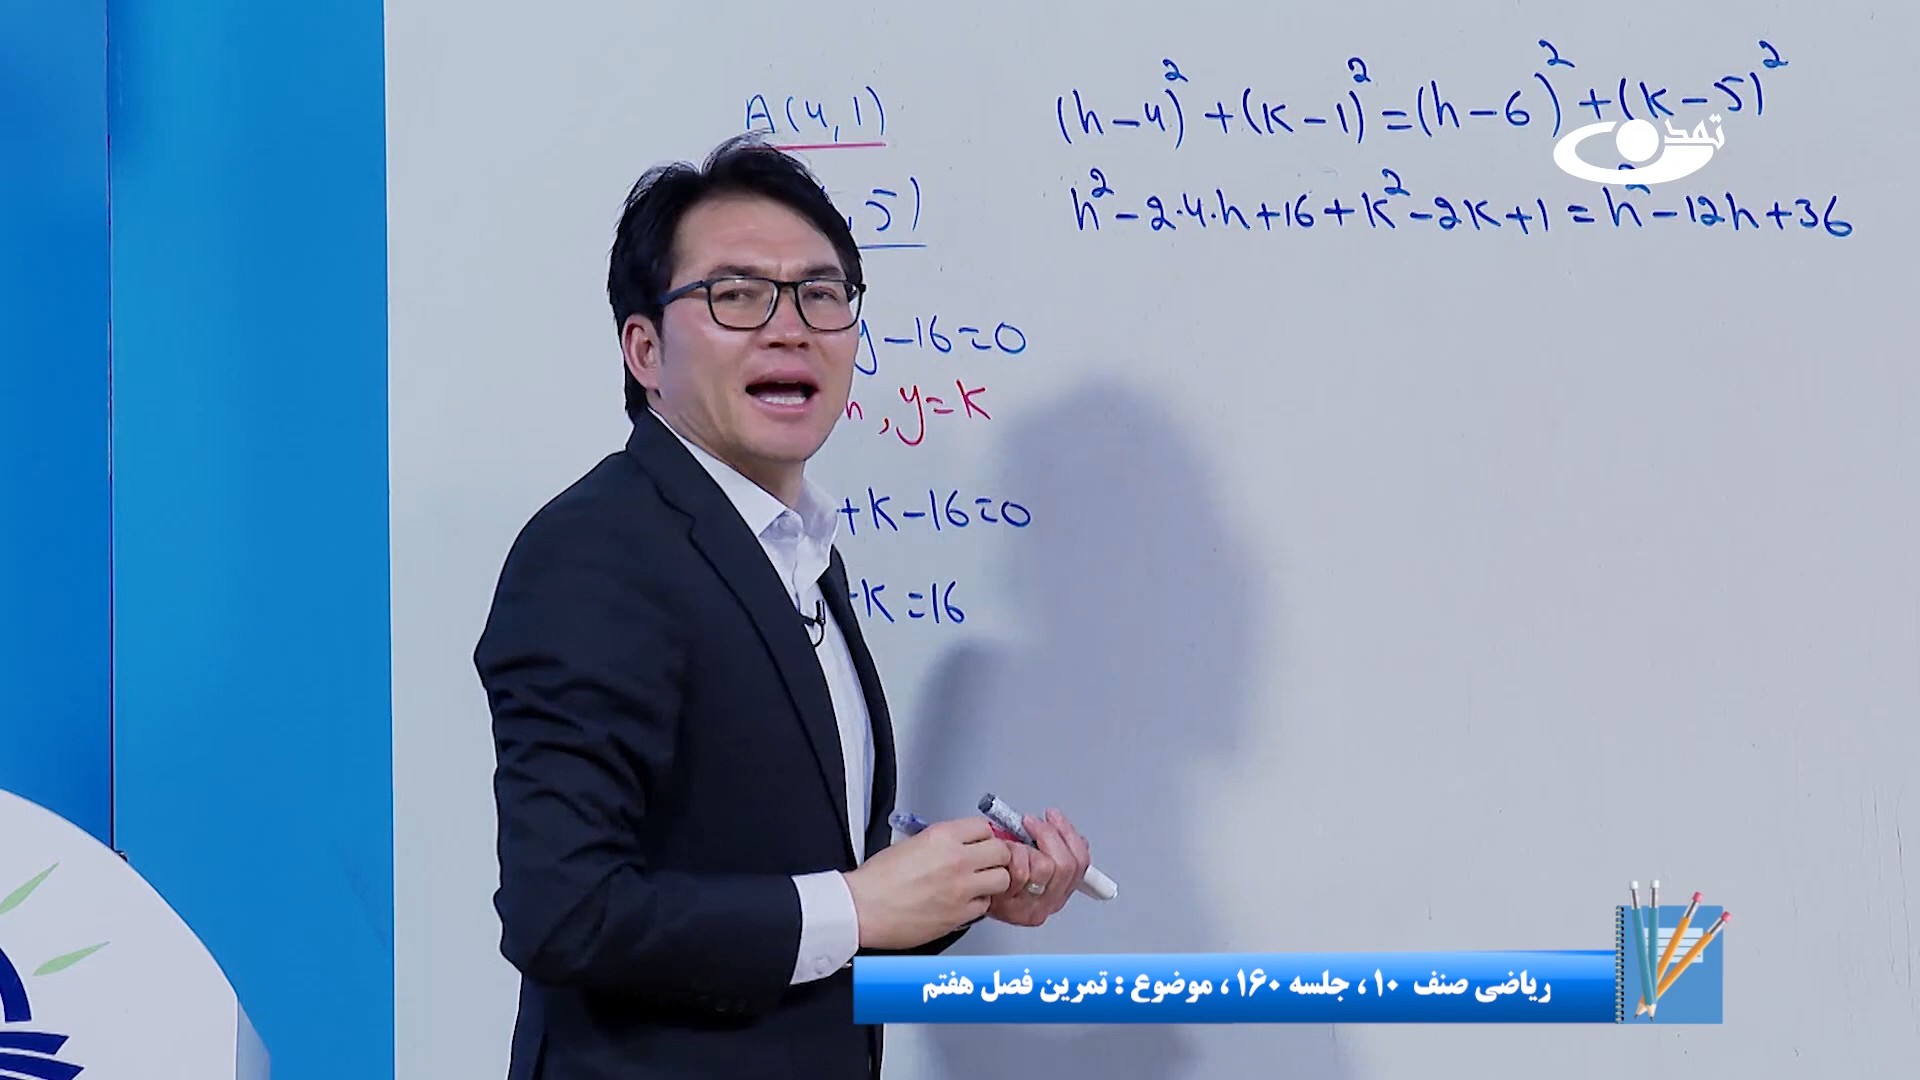 A(4,1)
,5)
y-16=0
h, y=k
+k-16=0
-k=16
(h-4)²+(k-1)²=(h-6)²+(k-5)²
h²-2·4·h+16+k²-2k+1=h²-12h+36
تمدن
ریاضی صنف ۱۰ ، جلسه ۱۶۰ ، موضوع : تمرین فصل هفتم